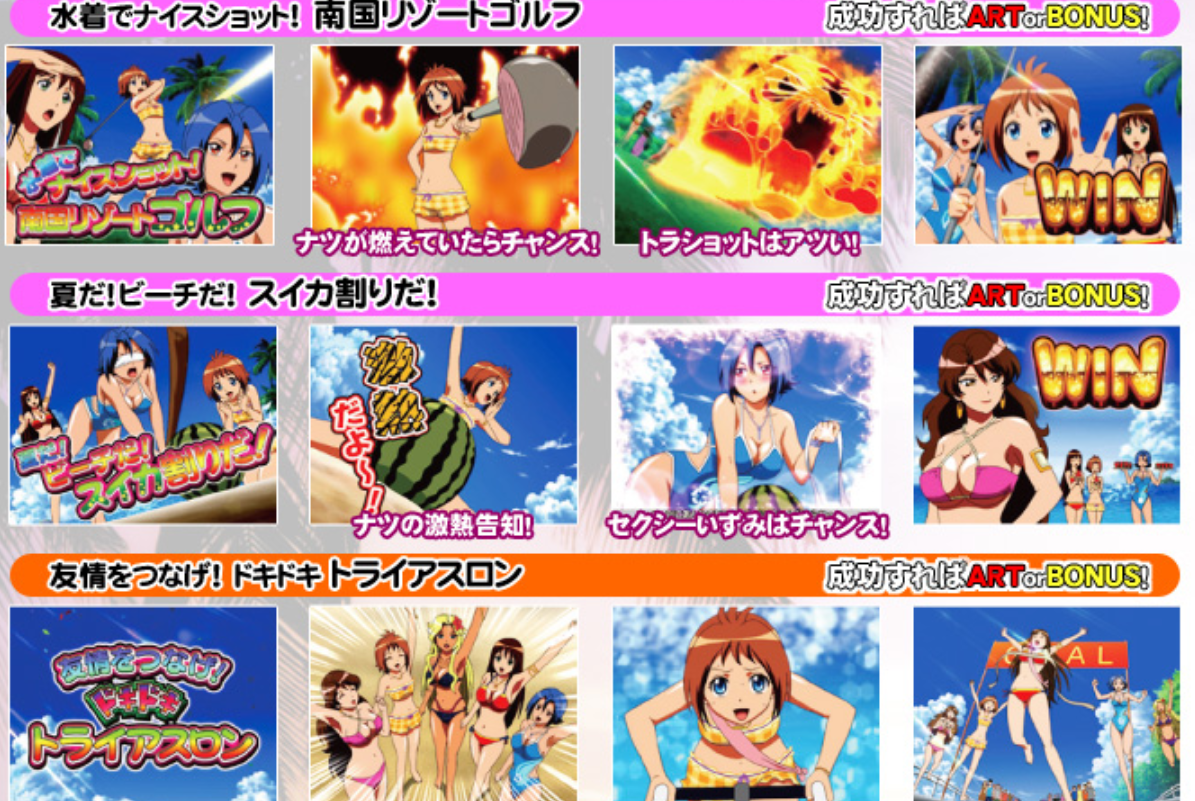 水着でナイスショット! 南国リゾートゴルフ
成功すればARTorBONUS!
水着で
ナイスショット!
南国リゾートゴルフ
ナツが燃えていたらチャンス!
トラショットはアツい!
WIN
夏だ!ビーチだ! スイカ割りだ!
成功すればARTorBONUS!
夏だ!
ビーチだ!
スイカ割りだ!
激
熱
だよ~!
ナツの激熱告知!
セクシーいずみはチャンス!
WIN
友情をつなげ! ドキドキトライアスロン
成功すればARTorBONUS!
友情をつなげ!
ドキドキ
トライアスロン
GOAL